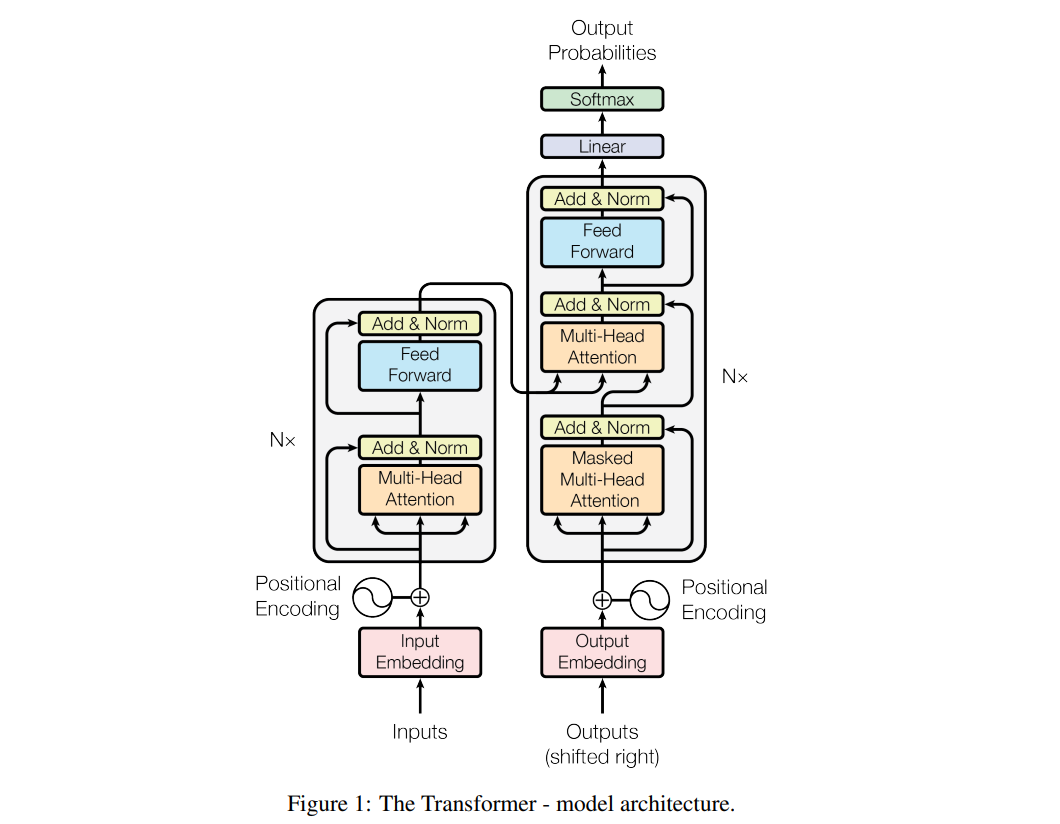 Output
Probabilities
Softmax
Linear
Add & Norm
Feed
Forward
Add & Norm
Multi-Head
Attention
Add & Norm
Masked
Multi-Head
Attention
N×
Add & Norm
Feed
Forward
Add & Norm
Multi-Head
Attention
N×
Positional
Encoding
Input
Embedding
Inputs
Positional
Encoding
Output
Embedding
Outputs
(shifted right)
Figure 1: The Transformer - model architecture.